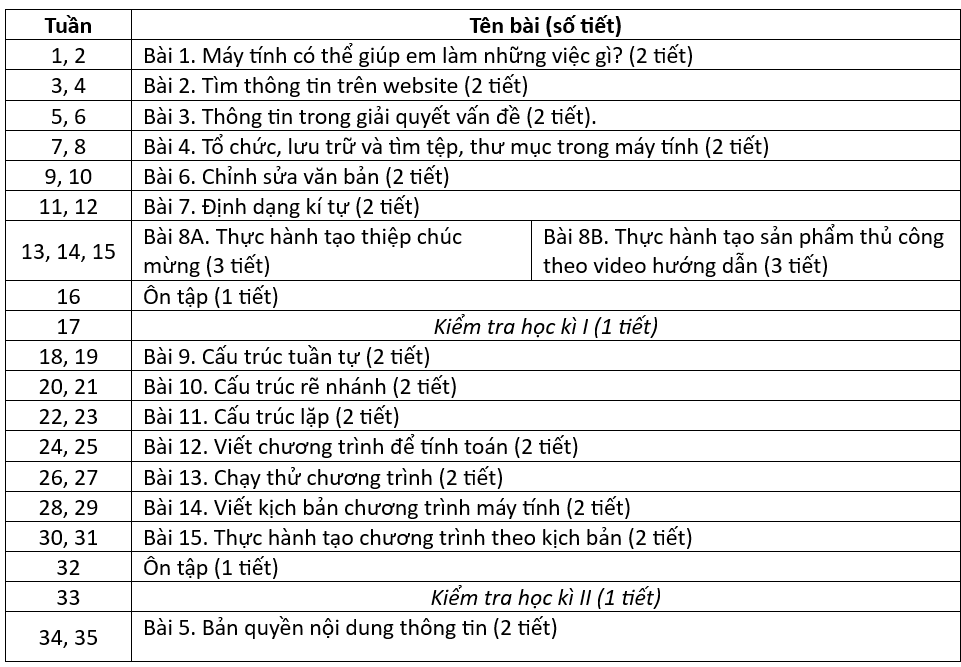 Tuần Tên bài (số tiết)
1, 2 Bài 1. Máy tính có thể giúp em làm những việc gì? (2 tiết)
3, 4 Bài 2. Tìm thông tin trên website (2 tiết)
5, 6 Bài 3. Thông tin trong giải quyết vấn đề (2 tiết).
7, 8 Bài 4. Tổ chức, lưu trữ và tìm tệp, thư mục trong máy tính (2 tiết)
9, 10 Bài 6. Chỉnh sửa văn bản (2 tiết)
11, 12 Bài 7. Định dạng kí tự (2 tiết)
13, 14, 15
Bài 8A. Thực hành tạo thiệp chúc
mừng (3 tiết)
Bài 8B. Thực hành tạo sản phẩm thủ công
theo video hướng dẫn (3 tiết)
16 Ôn tập (1 tiết)
17 Kiểm tra học kì I (1 tiết)
18, 19 Bài 9. Cấu trúc tuần tự (2 tiết)
20, 21 Bài 10. Cấu trúc rẽ nhánh (2 tiết)
22, 23 Bài 11. Cấu trúc lặp (2 tiết)
24, 25 Bài 12. Viết chương trình để tính toán (2 tiết)
26, 27 Bài 13. Chạy thử chương trình (2 tiết)
28, 29 Bài 14. Viết kịch bản chương trình máy tính (2 tiết)
30, 31 Bài 15. Thực hành tạo chương trình theo kịch bản (2 tiết)
32 Ôn tập (1 tiết)
33 Kiểm tra học kì II (1 tiết)
34, 35 Bài 5. Bản quyền nội dung thông tin (2 tiết)